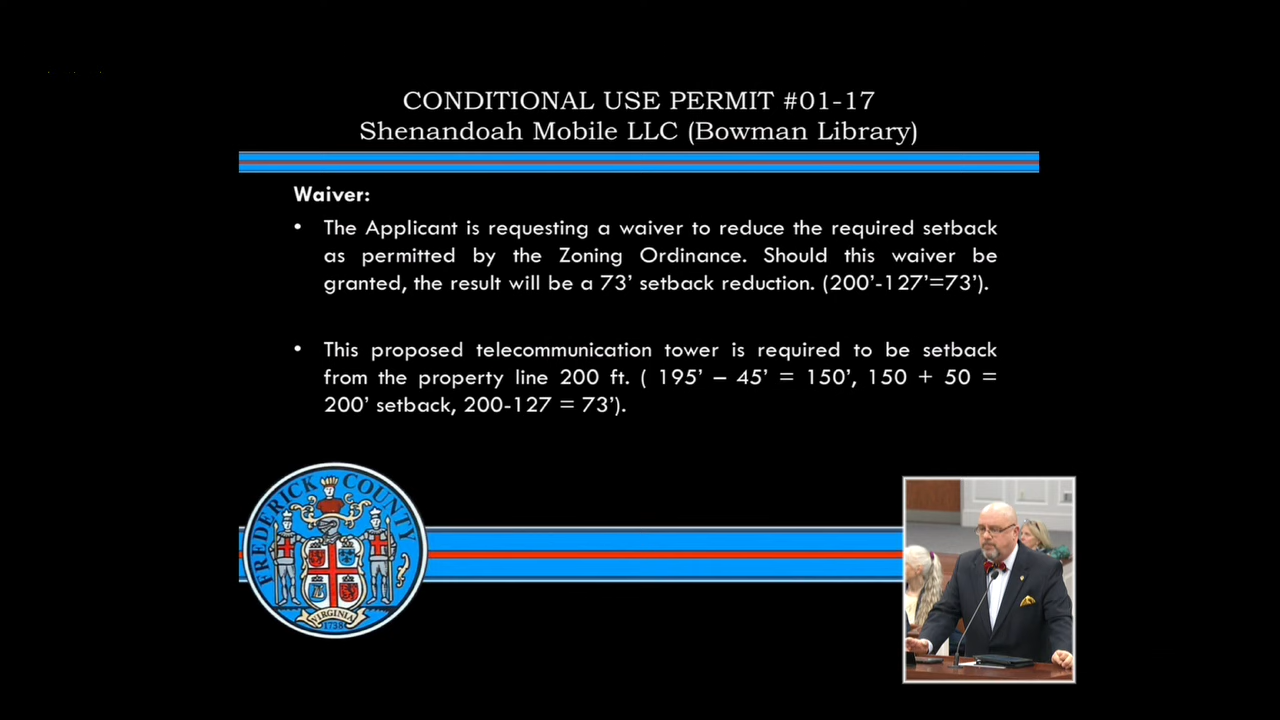 CONDITIONAL USE PERMIT #01-17
Shenandoah Mobile LLC (Bowman Library)
Waiver:
• The Applicant is requesting a waiver to reduce the required setback
as permitted by the Zoning Ordinance. Should this waiver be
granted, the result will be a 73’ setback reduction. (200’-127’=73’).
• This proposed telecommunication tower is required to be setback
from the property line 200 ft. ( 195’ – 45’ = 150’, 150 + 50 =
200’ setback, 200-127 = 73’).
FREDERICK COUNTY
VIRGINIA
1738